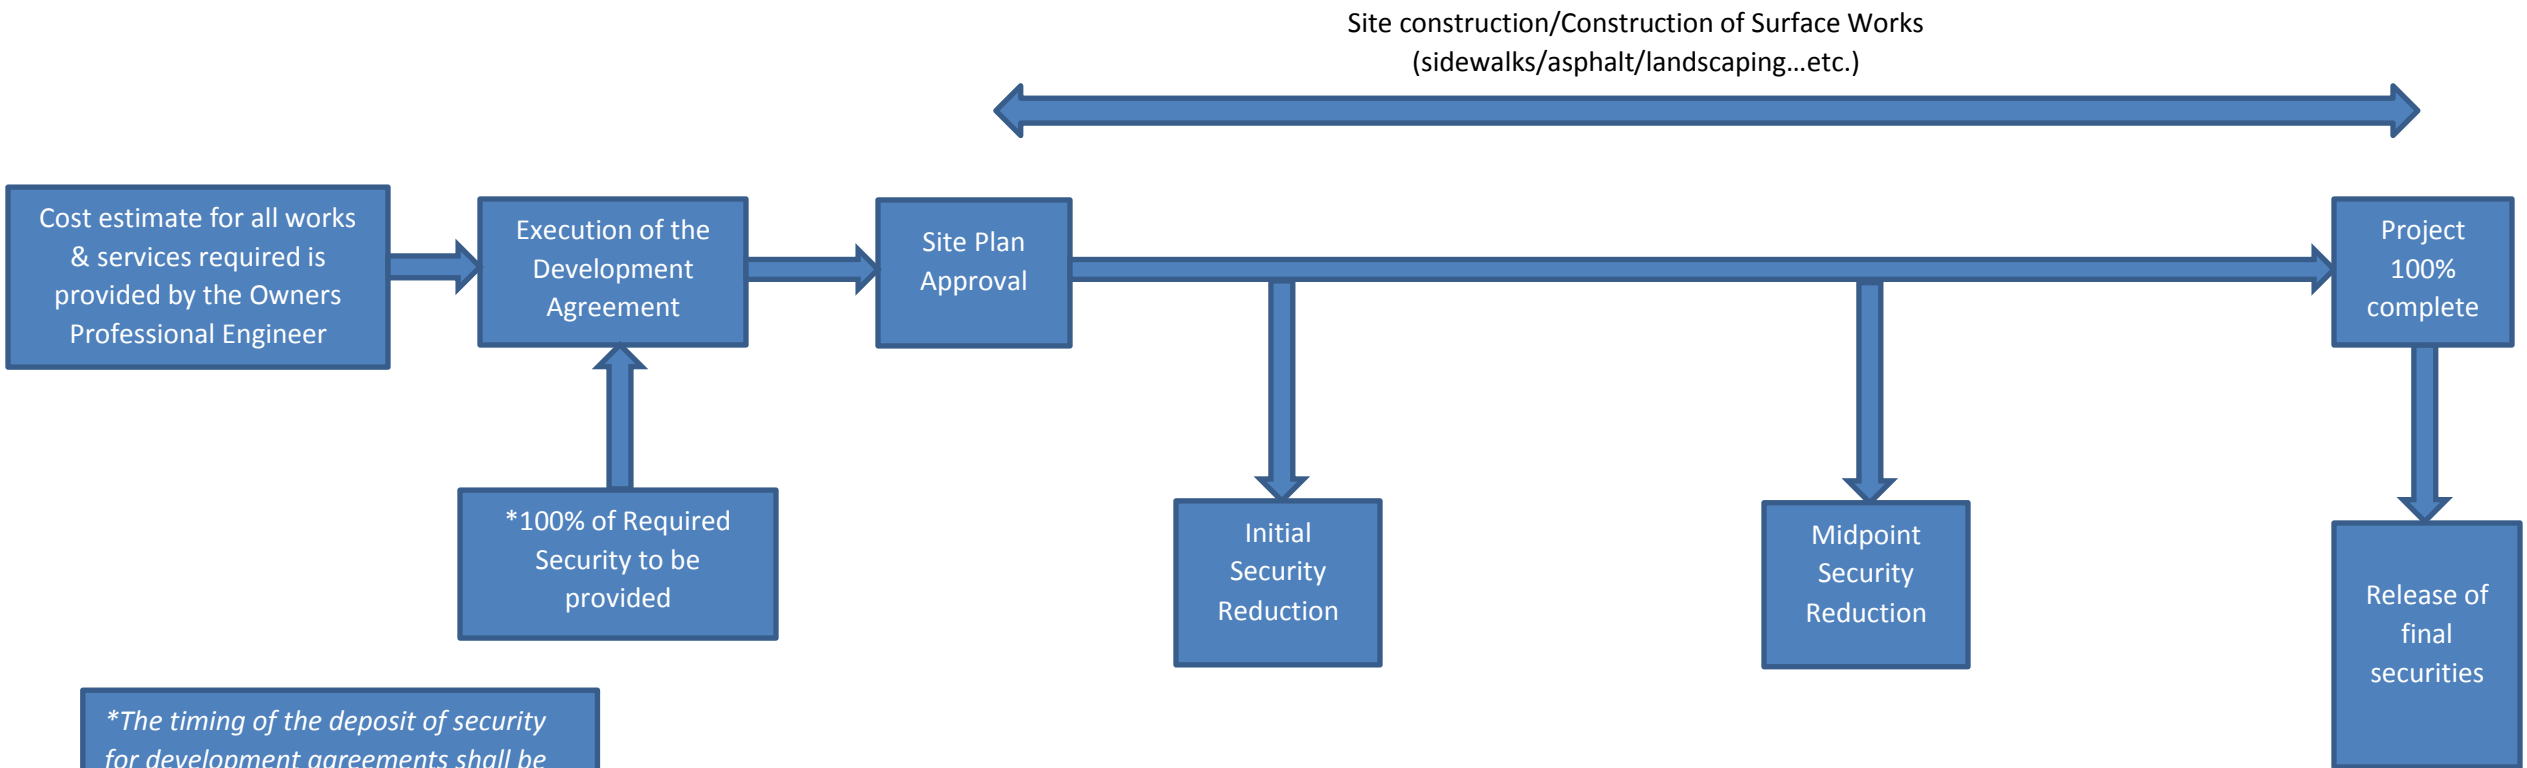 Site construction/Construction of Surface Works
(sidewalks/asphalt/landscaping…etc.)
Cost estimate for all works
& services required is
provided by the Owners
Professional Engineer
Execution of the
Development
Agreement
Site Plan
Approval
Project
100%
complete
*100% of Required
Security to be
provided
Initial
Security
Reduction
Midpoint
Security
Reduction
Release of
final
securities
*The timing of the deposit of security
for development agreements shall be